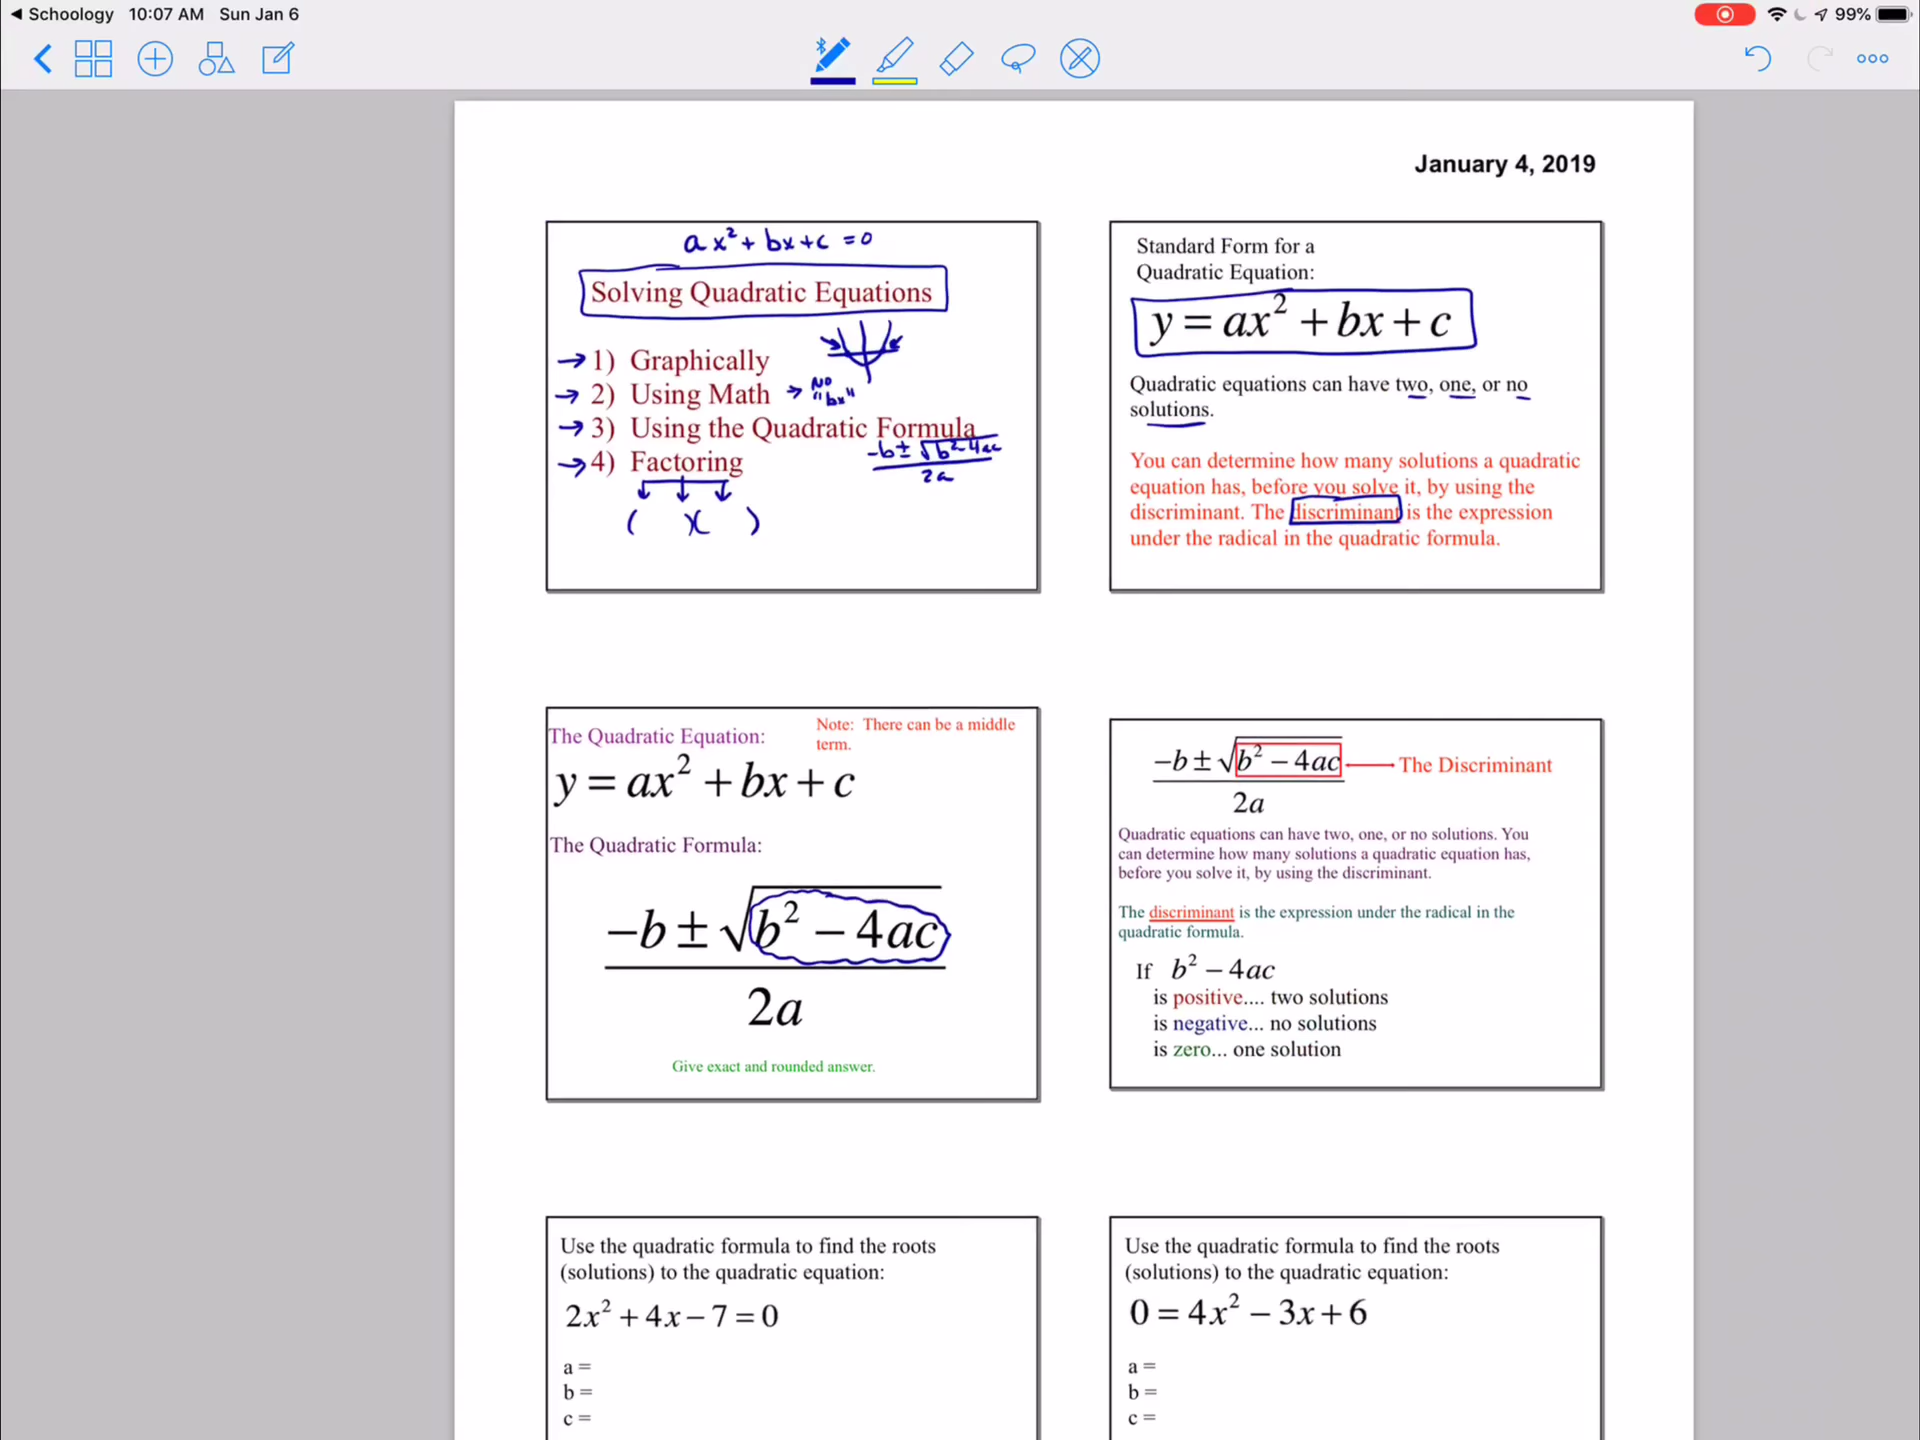 Schoology 10:07 AM Sun Jan 6
99%
January 4, 2019
ax² + bx + c = 0
Solving Quadratic Equations
1) Graphically
2) Using Math → NO "bx"
3) Using the Quadratic Formula
-b ± √b²-4ac
2a
4) Factoring
( X )
Standard Form for a
Quadratic Equation:
y = ax² + bx + c
Quadratic equations can have two, one, or no
solutions.
You can determine how many solutions a quadratic
equation has, before you solve it, by using the
discriminant. The discriminant is the expression
under the radical in the quadratic formula.
The Quadratic Equation:
Note: There can be a middle
term.
y = ax² + bx + c
The Quadratic Formula:
−b ± √b² − 4ac
2a
Give exact and rounded answer.
−b ± √b² − 4ac The Discriminant
2a
Quadratic equations can have two, one, or no solutions. You
can determine how many solutions a quadratic equation has,
before you solve it, by using the discriminant.
The discriminant is the expression under the radical in the
quadratic formula.
If b² − 4ac
is positive.... two solutions
is negative... no solutions
is zero... one solution
Use the quadratic formula to find the roots
(solutions) to the quadratic equation:
2x² + 4x − 7 = 0
a =
b =
c =
Use the quadratic formula to find the roots
(solutions) to the quadratic equation:
0 = 4x² − 3x + 6
a =
b =
c =